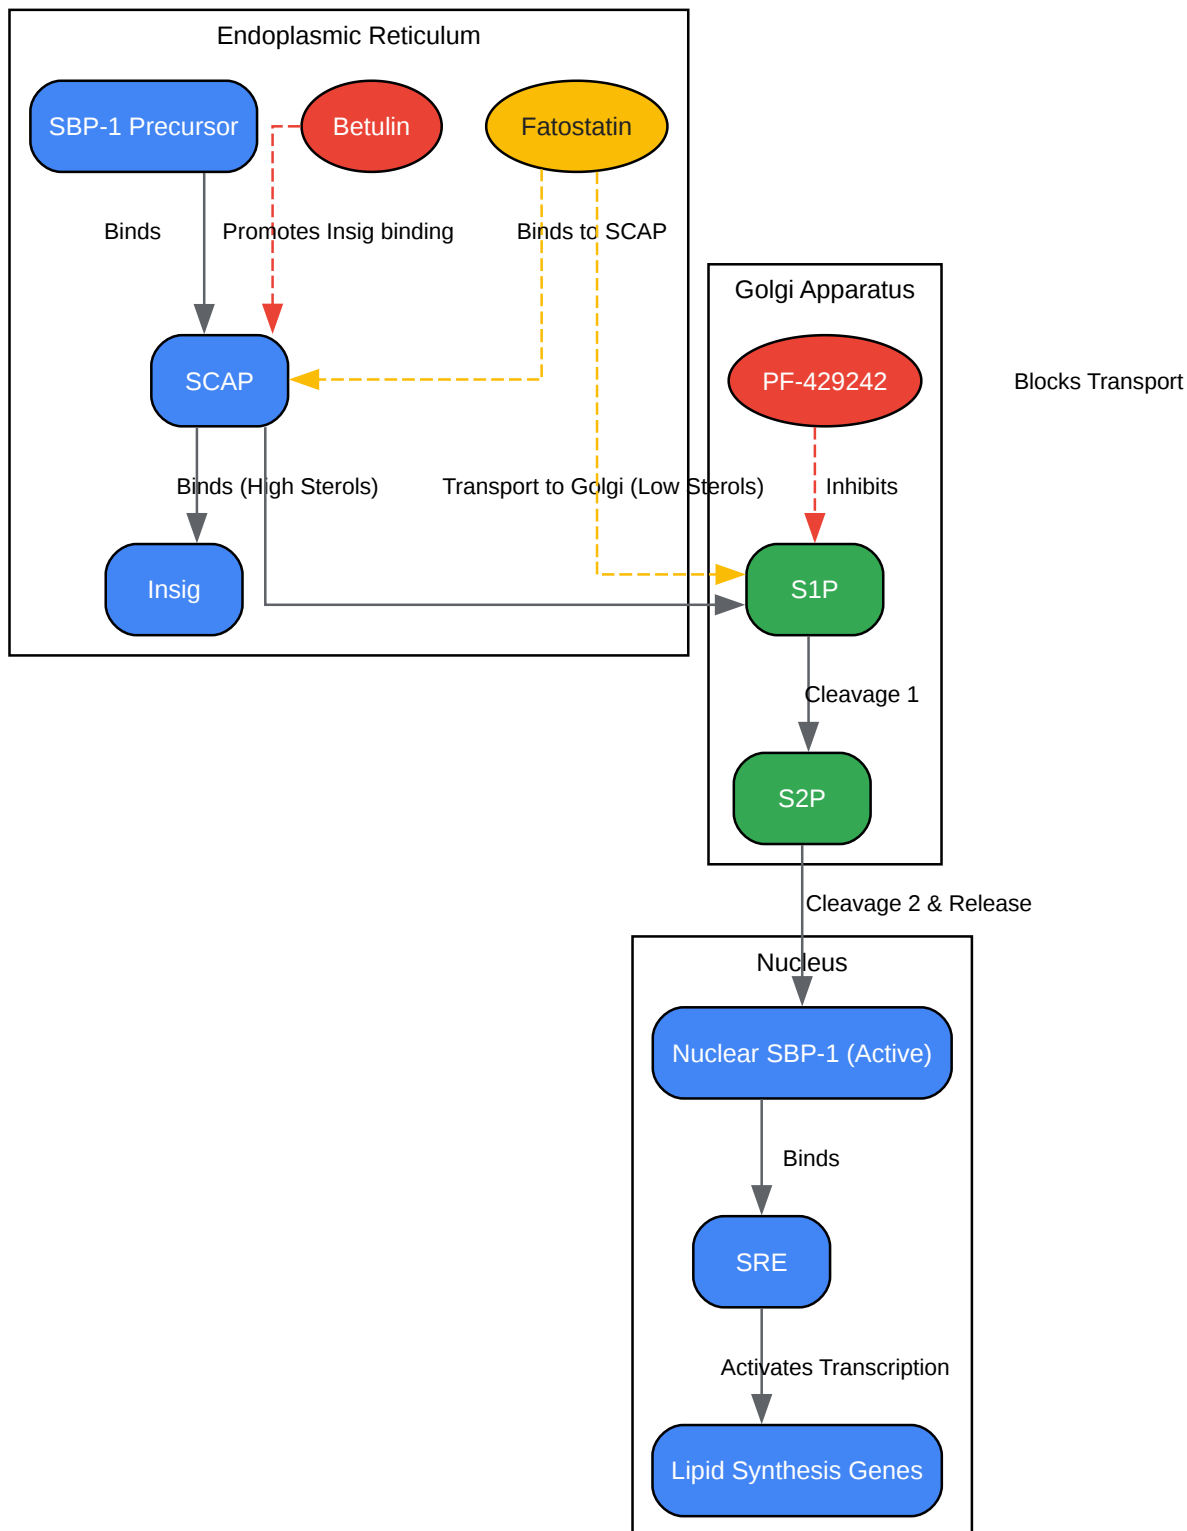 Endoplasmic Reticulum
SBP-1 Precursor
Betulin
Fatostatin
Binds
Promotes Insig binding
Binds to SCAP
Golgi Apparatus
SCAP
PF-429242
Blocks Transport
Binds (High Sterols)
Transport to Golgi (Low Sterols)
Inhibits
Insig
S1P
Cleavage 1
S2P
Cleavage 2 & Release
Nucleus
Nuclear SBP-1 (Active)
Binds
SRE
Activates Transcription
Lipid Synthesis Genes